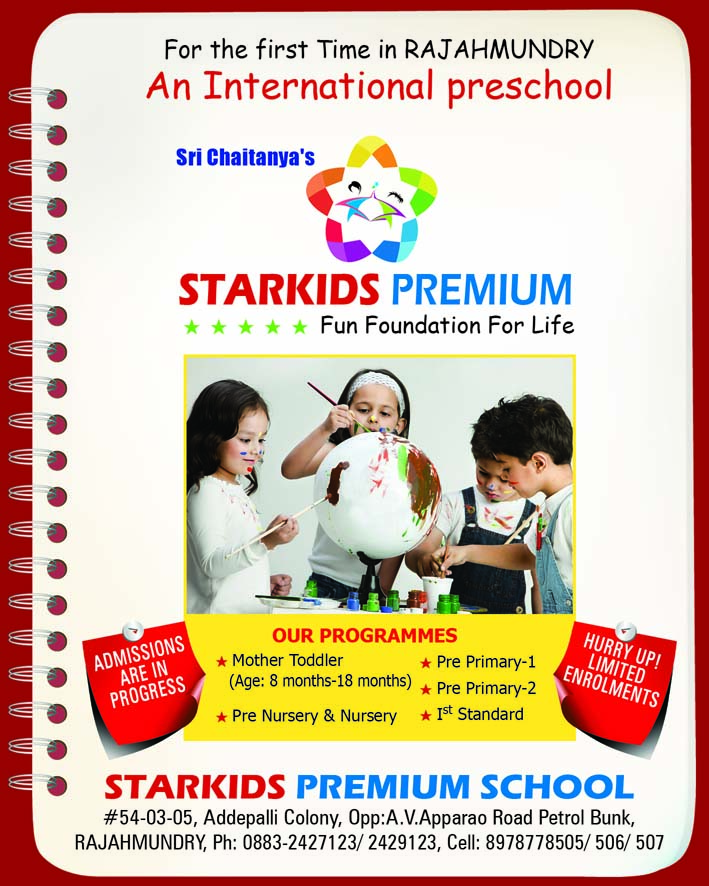 For the first Time in RAJAHMUNDRY
An International preschool
Sri Chaitanya's
STARKIDS PREMIUM
Fun Foundation For Life
OUR PROGRAMMES
Mother Toddler
(Age: 8 months-18 months)
Pre Nursery & Nursery
Pre Primary-1
Pre Primary-2
Ist Standard
ADMISSIONS
ARE IN
PROGRESS
HURRY UP!
LIMITED
ENROLMENTS
STARKIDS PREMIUM SCHOOL
#54-03-05, Addepalli Colony, Opp:A.V.Apparao Road Petrol Bunk,
RAJAHMUNDRY, Ph: 0883-2427123/ 2429123, Cell: 8978778505/ 506/ 507